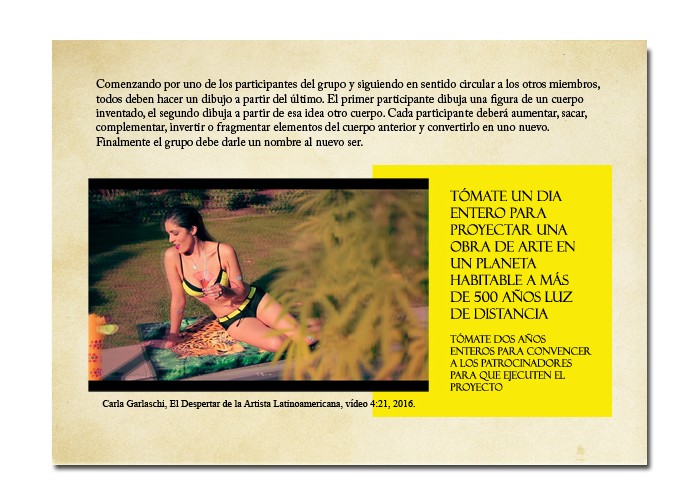 Comenzando por uno de los participantes del grupo y siguiendo en sentido circular a los otros miembros,
todos deben hacer un dibujo a partir del último. El primer participante dibuja una figura de un cuerpo
inventado, el segundo dibuja a partir de esa idea otro cuerpo. Cada participante deberá aumentar, sacar,
complementar, invertir o fragmentar elementos del cuerpo anterior y convertirlo en uno nuevo.
Finalmente el grupo debe darle un nombre al nuevo ser.
TÓMATE UN DIA
ENTERO PARA
PROYECTAR UNA
OBRA DE ARTE EN
UN PLANETA
HABITABLE A MÁS
DE 500 AÑOS LUZ
DE DISTANCIA
TÓMATE DOS AÑOS
ENTEROS PARA CONVENCER
A LOS PATROCINADORES
PARA QUE EJECUTEN EL
PROYECTO
Carla Garlaschi, El Despertar de la Artista Latinoamericana, vídeo 4:21, 2016.